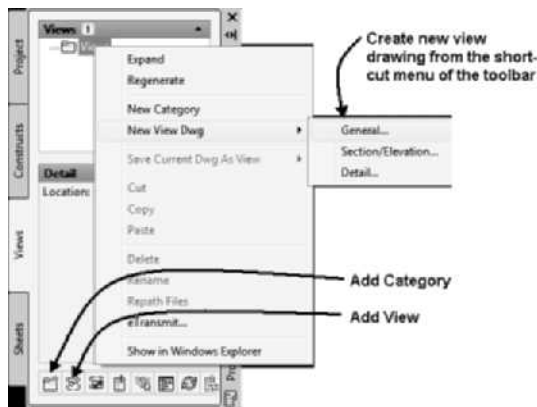 Views 1
Project
Constructs
Views
Sheets
Expand
Regenerate
New Category
New View Dwg
Save Current Dwg As View
Cut
Copy
Paste
Delete
Rename
Repath Files
eTransmit...
Show in Windows Explorer
General...
Section/Elevation...
Detail...
Detail
Location:
Create new view
drawing from the short-
cut menu of the toolbar
Add Category
Add View